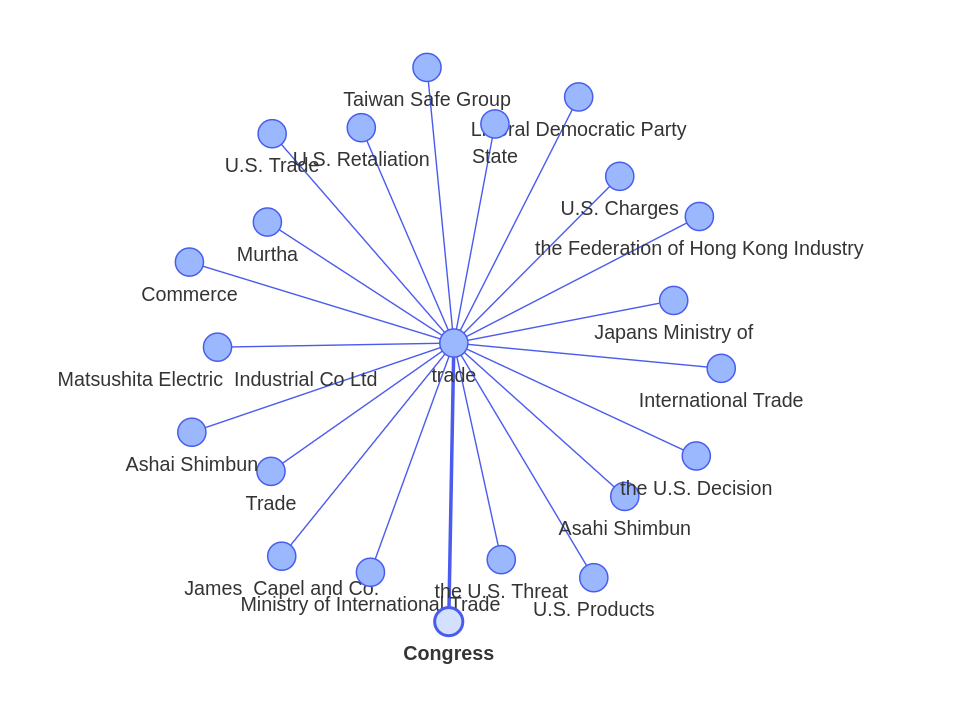 Taiwan Safe Group
Liberal Democratic Party
State
U.S. Retaliation
U.S. Trade
U.S. Charges
the Federation of Hong Kong Industry
Murtha
Commerce
Japans Ministry of
trade
Matsushita Electric  Industrial Co Ltd
International Trade
Ashai Shimbun
the U.S. Decision
Trade
Asahi Shimbun
James  Capel and Co.
the U.S. Threat
Ministry of International Trade
U.S. Products
Congress